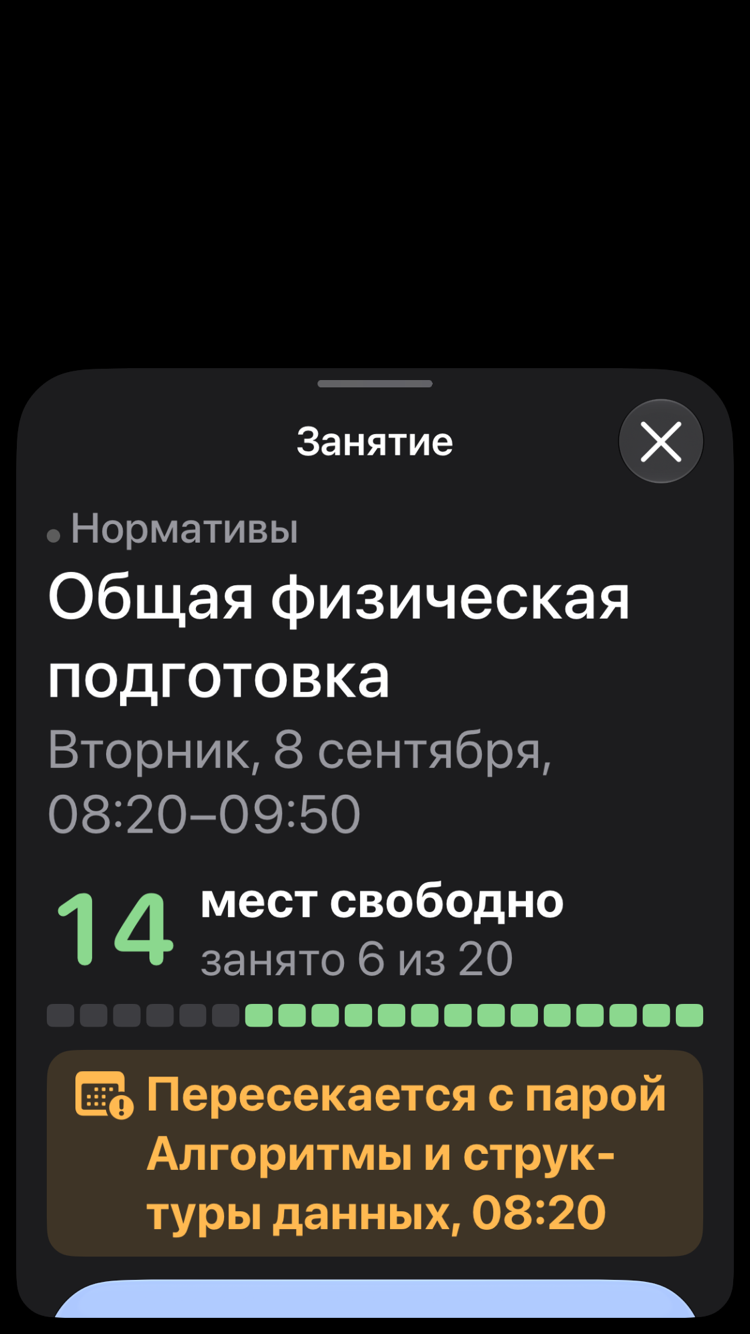 Занятие
Нормативы
Общая физическая
подготовка
Вторник, 8 сентября,
08:20–09:50
14
мест свободно
занято 6 из 20
Пересекается с парой
Алгоритмы и струк-
туры данных, 08:20